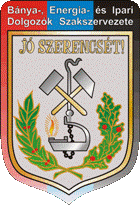 Bánya-, Energia- és Ipari
Dolgozók Szakszervezete
JÓ SZERENCSÉT!